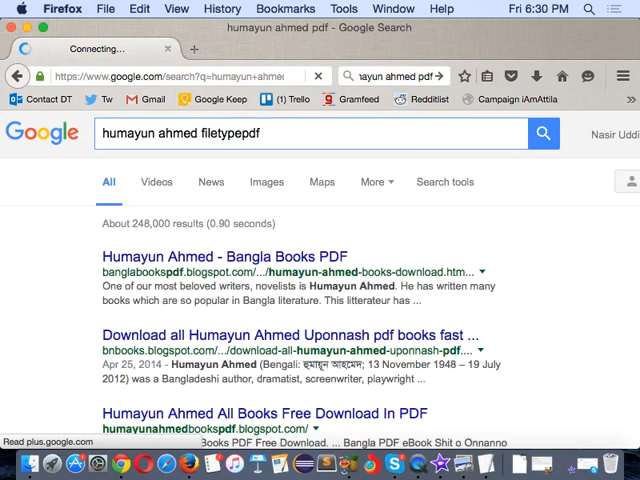 Firefox File Edit View History Bookmarks Tools Window Help Fri 6:30 PM
humayun ahmed pdf - Google Search
Connecting...
https://www.google.com/search?q=humayun+ahme
ayun ahmed pdf
Contact DT Tw Gmail Google Keep Trello Gramfeed Redditlist Campaign iAmAttila
Google humayun ahmed filetypepdf Nasir Uddi
All Videos News Images Maps More Search tools
About 248,000 results (0.90 seconds)
Humayun Ahmed - Bangla Books PDF
banglabookspdf.blogspot.com/.../humayun-ahmed-books-download.htm...
One of our most beloved writers, novelists is Humayun Ahmed. He has written many
books which are so popular in Bangla literature. This litterateur has ...
Download all Humayun Ahmed Uponnash pdf books fast ...
bnbooks.blogspot.com/.../download-all-humayun-ahmed-uponnash-pdf....
Apr 25, 2014 - Humayun Ahmed (Bengali: হুমায়ূন আহমেদ; 13 November 1948 – 19 July
2012) was a Bangladeshi author, dramatist, screenwriter, playwright ...
Humayun Ahmed All Books Free Download In PDF
humayunahmedbookspdf.blogspot.com/
Read plus.google.com
Books PDF Free Download. ... Bangla PDF eBook Shit o Onnanno